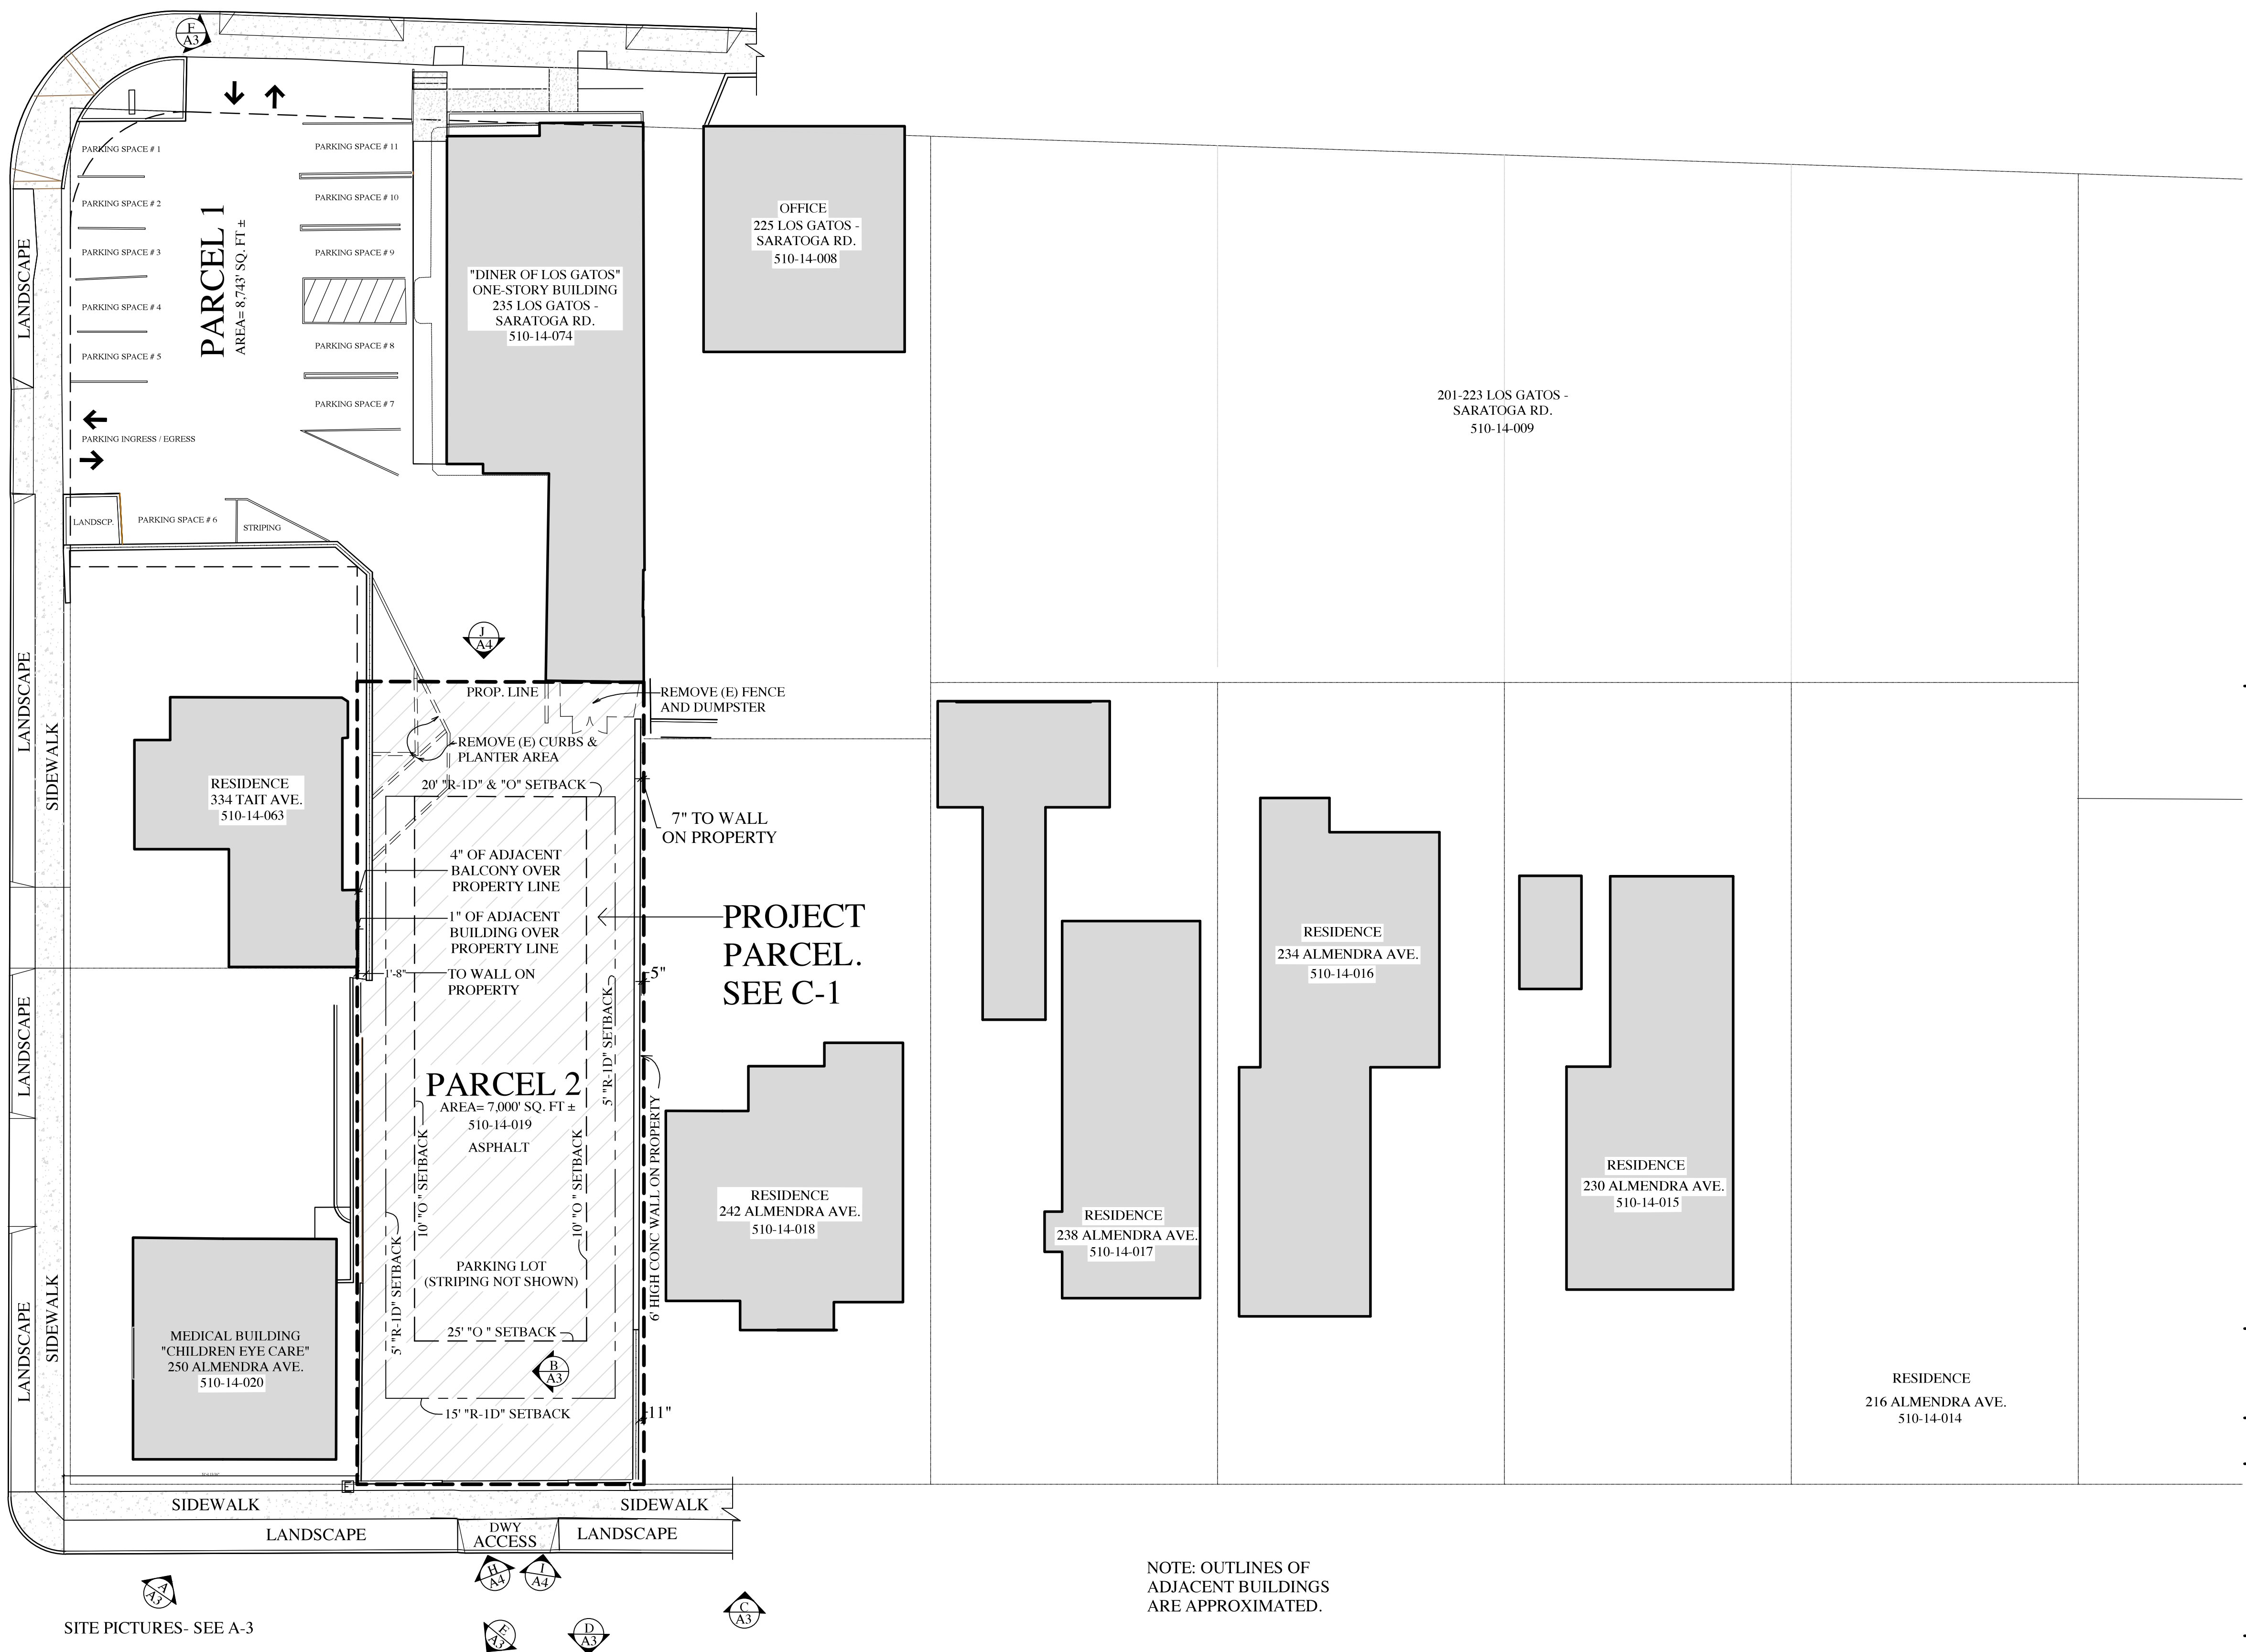 F
A3
PARKING SPACE # 1
PARKING SPACE # 2
PARKING SPACE # 3
PARKING SPACE # 4
PARKING SPACE # 5
PARKING INGRESS / EGRESS
PARKING SPACE # 11
PARKING SPACE # 10
PARKING SPACE # 9
PARKING SPACE # 8
PARKING SPACE # 7
PARCEL 1
AREA= 8,743' SQ. FT ±
LANDSCAPE
LANDSCP.
PARKING SPACE # 6
STRIPING
"DINER OF LOS GATOS"
ONE-STORY BUILDING
235 LOS GATOS -
SARATOGA RD.
510-14-074
OFFICE
225 LOS GATOS -
SARATOGA RD.
510-14-008
201-223 LOS GATOS -
SARATOGA RD.
510-14-009
J
A4
LANDSCAPE
SIDEWALK
RESIDENCE
334 TAIT AVE.
510-14-063
PROP. LINE
REMOVE (E) FENCE
AND DUMPSTER
REMOVE (E) CURBS &
PLANTER AREA
20' "R-1D" & "O" SETBACK
7" TO WALL
ON PROPERTY
4" OF ADJACENT
BALCONY OVER
PROPERTY LINE
1" OF ADJACENT
BUILDING OVER
PROPERTY LINE
1'-8"
TO WALL ON
PROPERTY
5"
PROJECT
PARCEL.
SEE C-1
5' "R-1D" SETBACK
PARCEL 2
AREA= 7,000' SQ. FT ±
510-14-019
ASPHALT
10' "O" SETBACK
10' "O" SETBACK
5' "R-1D" SETBACK
6' HIGH CONC WALL ON PROPERTY
PARKING LOT
(STRIPING NOT SHOWN)
25' "O" SETBACK
B
A3
15' "R-1D" SETBACK
11"
LANDSCAPE
LANDSCAPE
SIDEWALK
MEDICAL BUILDING
"CHILDREN EYE CARE"
250 ALMENDRA AVE.
510-14-020
RESIDENCE
242 ALMENDRA AVE.
510-14-018
RESIDENCE
238 ALMENDRA AVE.
510-14-017
RESIDENCE
234 ALMENDRA AVE.
510-14-016
RESIDENCE
230 ALMENDRA AVE.
510-14-015
RESIDENCE
216 ALMENDRA AVE.
510-14-014
E
SIDEWALK
SIDEWALK
LANDSCAPE
DWY
ACCESS
LANDSCAPE
H
A4
I
A4
A
A3
C
A3
E
A3
D
A3
SITE PICTURES- SEE A-3
NOTE: OUTLINES OF
ADJACENT BUILDINGS
ARE APPROXIMATED.